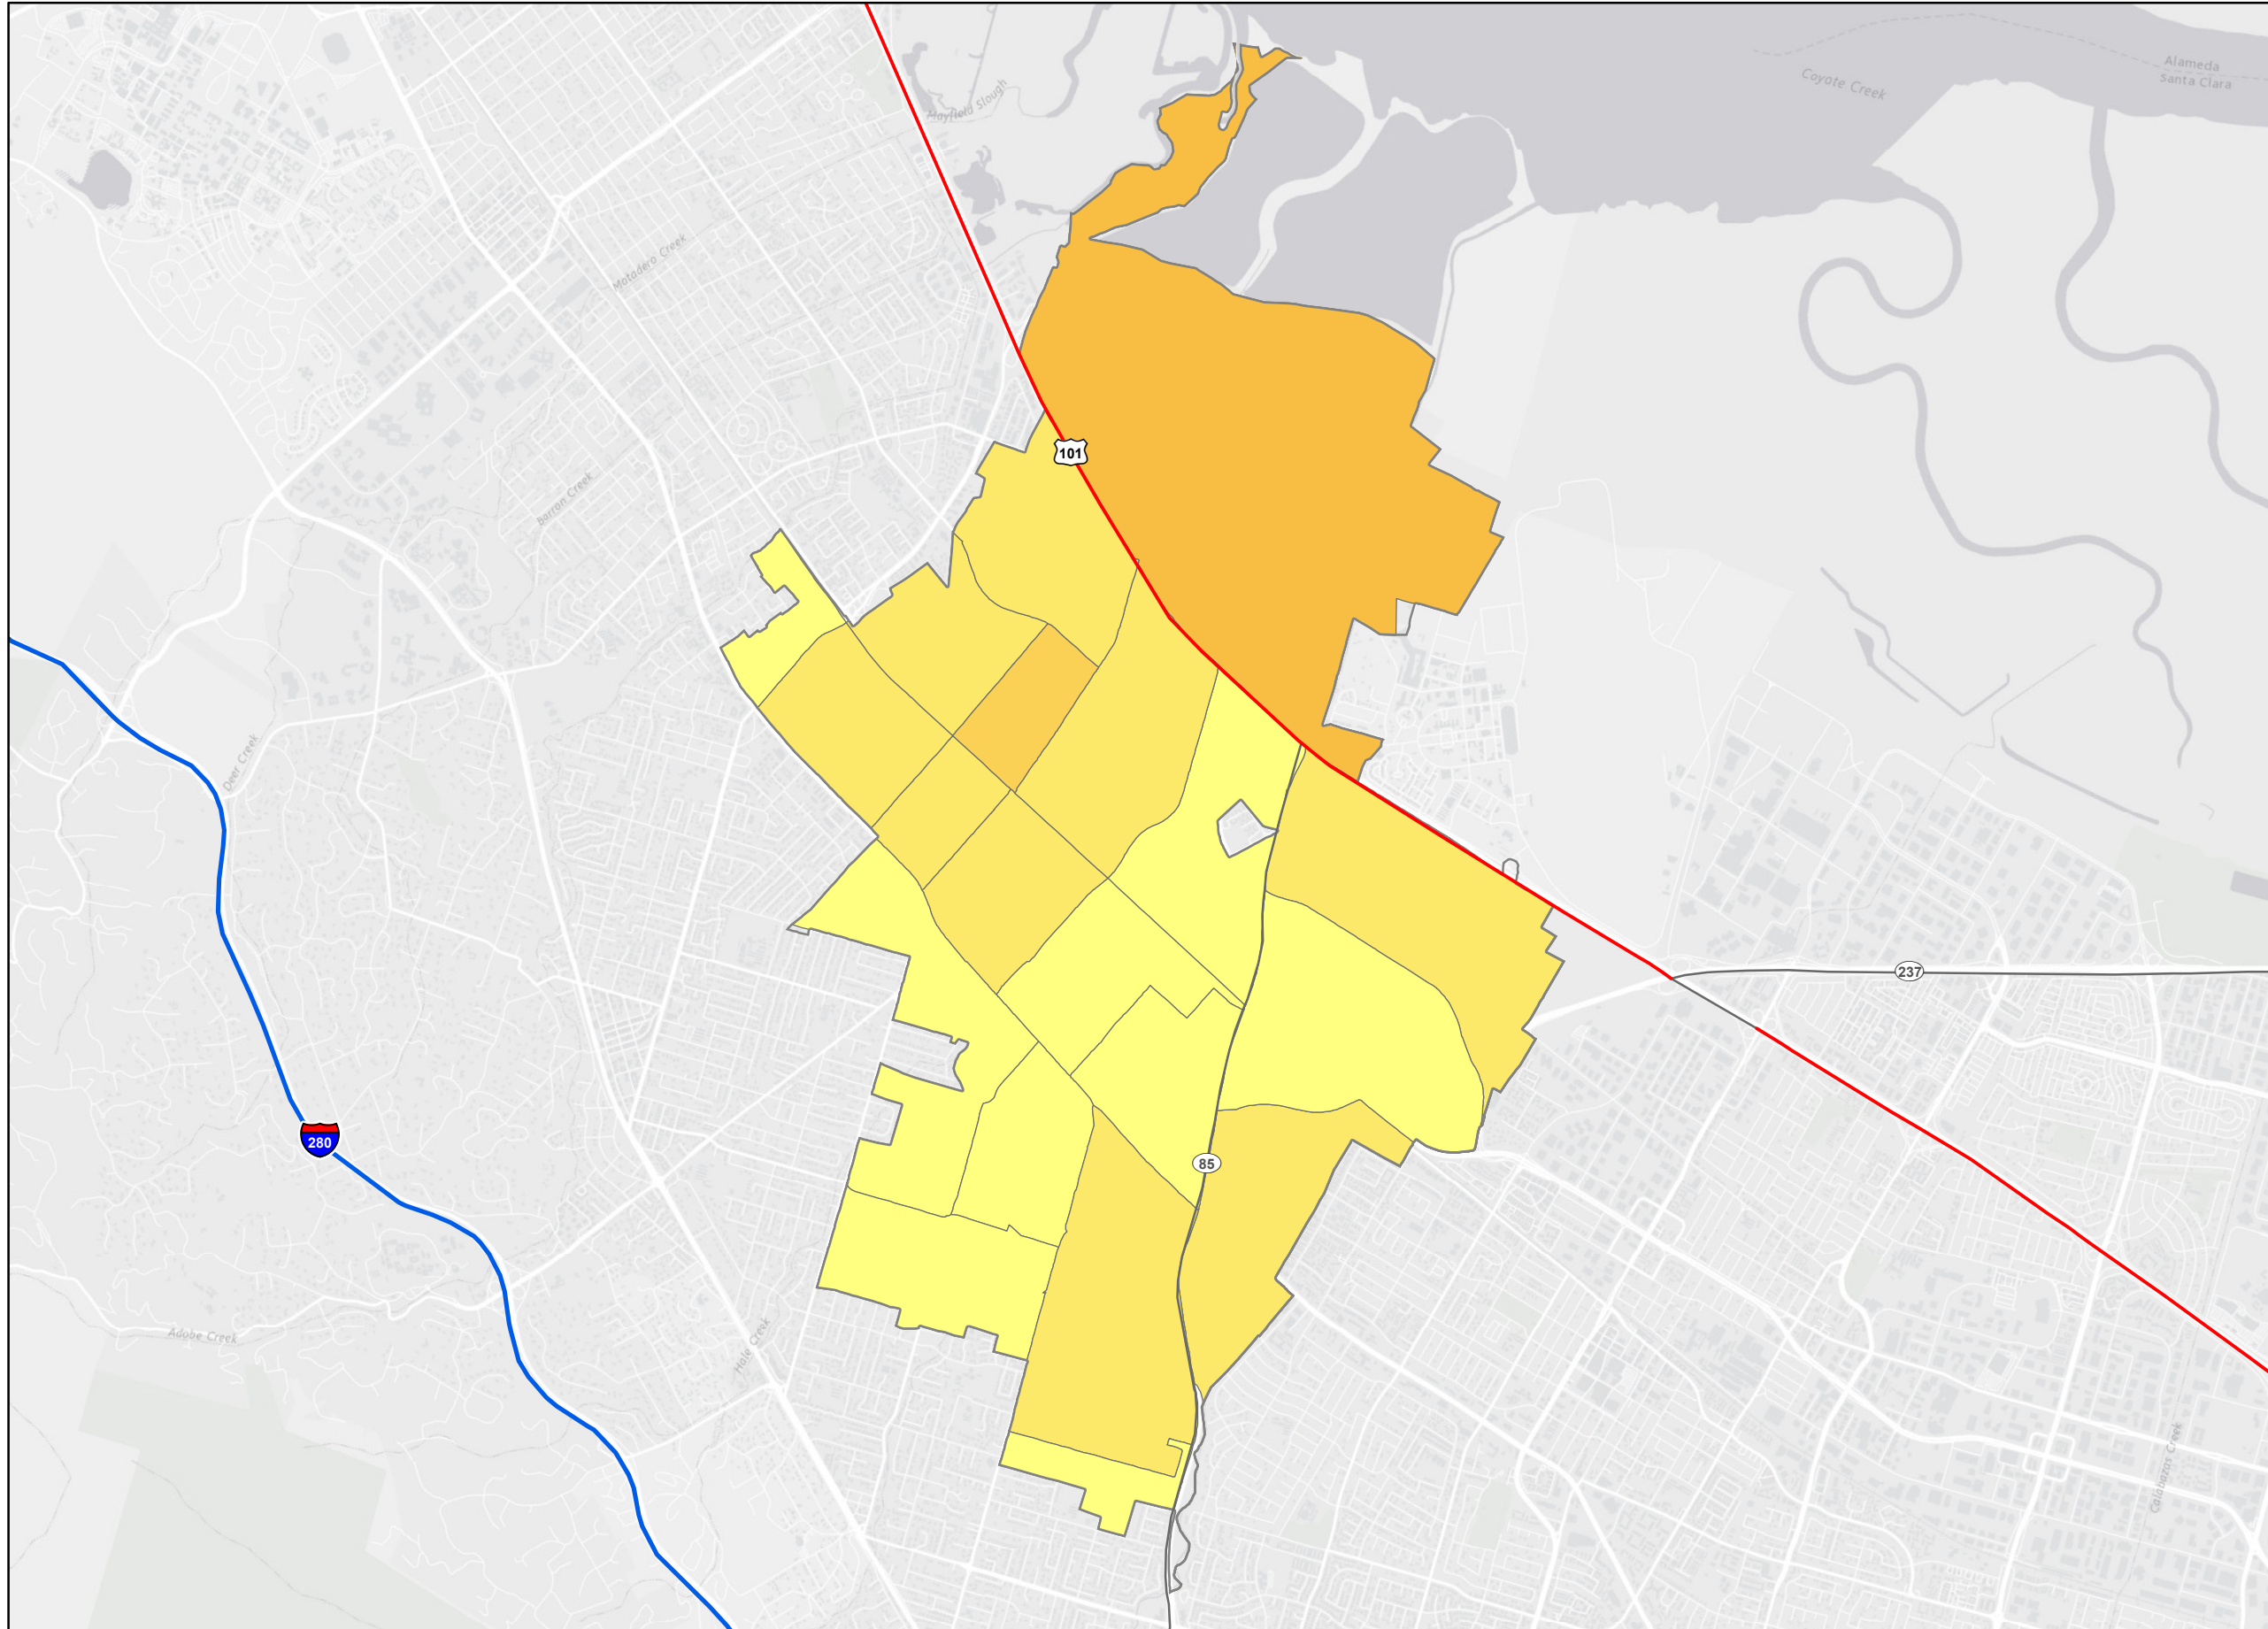 Alameda
Santa Clara
Coyote Creek
Mayfield Slough
Matadero Creek
101
Barron Creek
Deer Creek
237
280
85
Adobe Creek
Hale Creek
Calabazas Creek